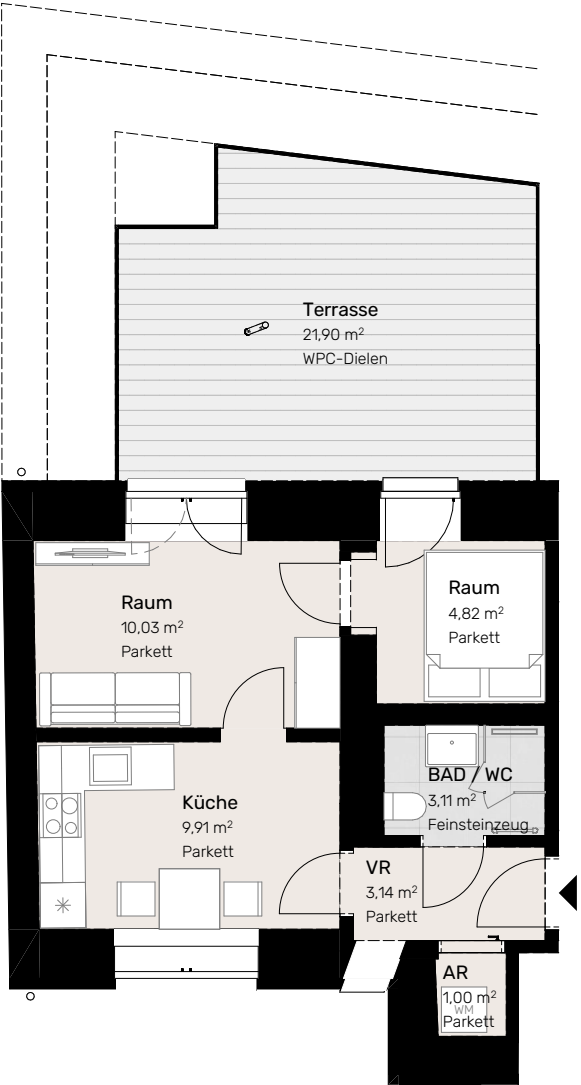 Terrasse
21,90 m²
WPC-Dielen
Raum
10,03 m²
Parkett
Raum
4,82 m²
Parkett
BAD / WC
3,11 m²
Feinsteinzeug
Küche
9,91 m²
Parkett
VR
3,14 m²
Parkett
AR
1,00 m²
WM
Parkett